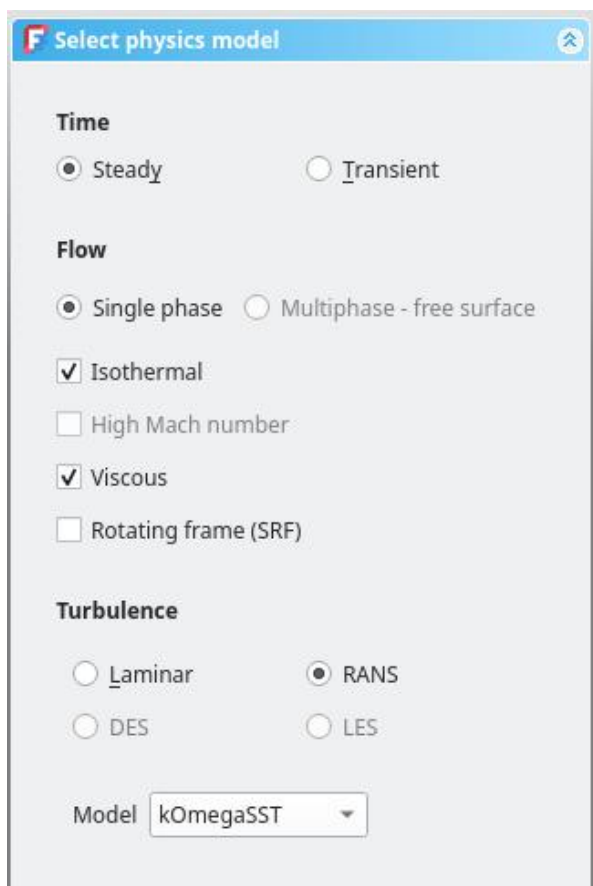 Select physics model
Time
Steady Transient
Flow
Single phase Multiphase - free surface
Isothermal
High Mach number
Viscous
Rotating frame (SRF)
Turbulence
Laminar RANS
DES LES
Model kOmegaSST